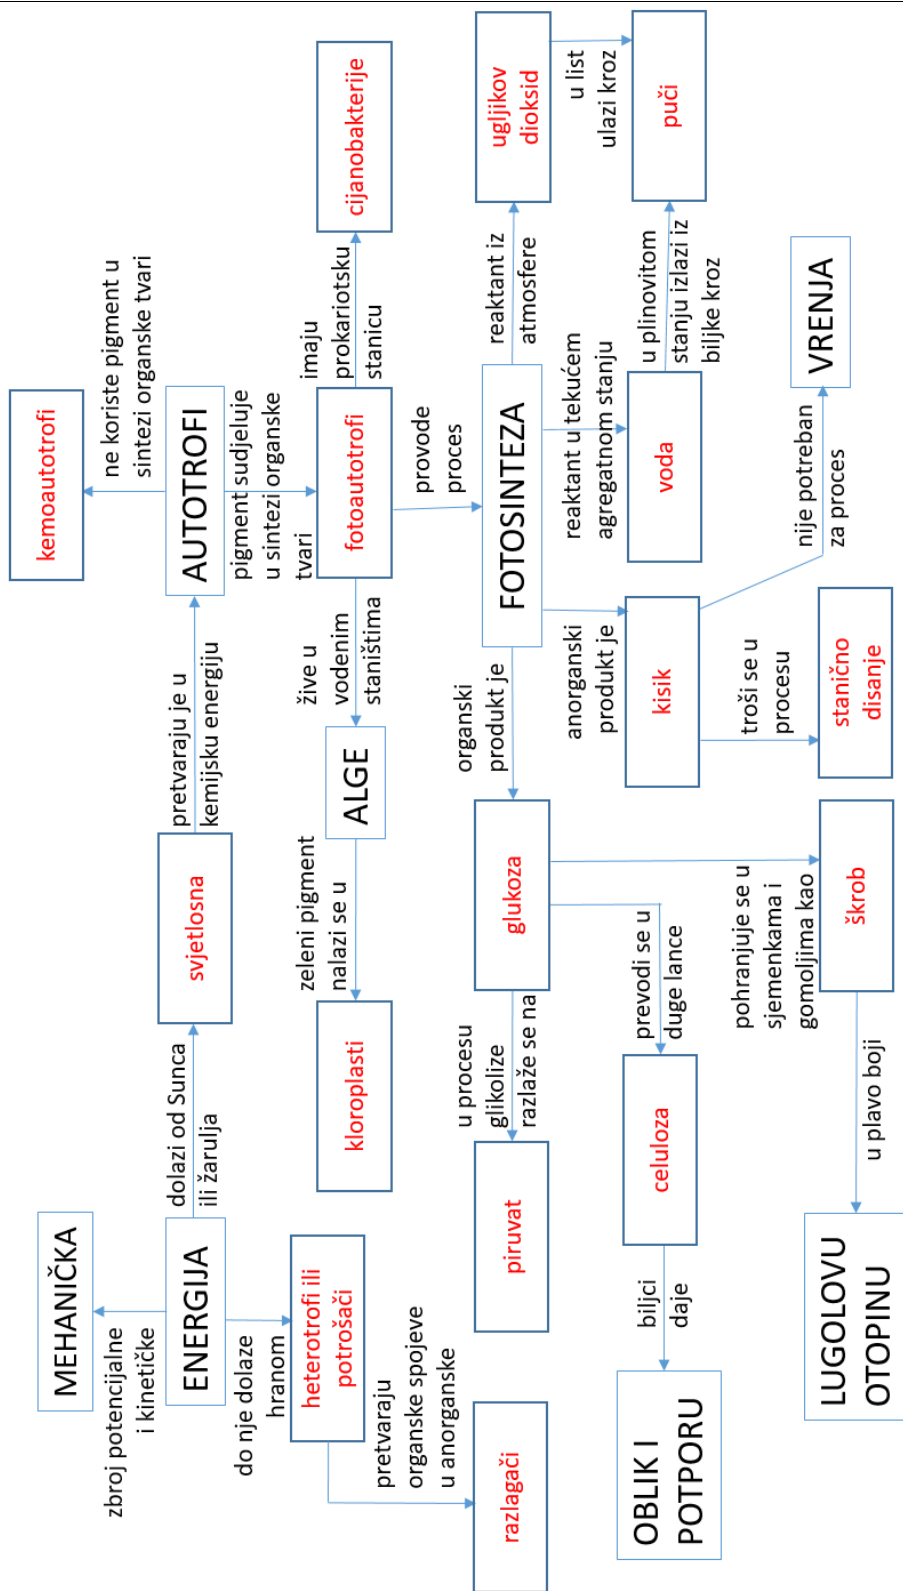 MEHANIČKA
zbroj potencijalne
i kinetičke
ENERGIJA
dolazi od Sunca
ili žarulja
svjetlosna
pretvaraju je u
kemijsku energiju
AUTOTROFI
ne koriste pigment u
sintezi organske tvari
kemoautotrofi
pigment sudjeluje
u sintezi organske
tvari
fotoautotrofi
imaju
prokariotsku
stanicu
cijanobakterije
žive u
vodenim
staništima
ALGE
zeleni pigment
nalazi se u
kloroplasti
do nje dolaze
hranom
heterotrofi ili
potrošači
pretvaraju
organske spojeve
u anorganske
razlagači
provode
proces
FOTOSINTEZA
reaktant iz
atmosfere
ugljikov
dioksid
u list
ulazi kroz
puči
reaktant u tekućem
agregatnom stanju
voda
u plinovitom
stanju izlazi iz
biljke kroz
anorganski
produkt je
kisik
nije potreban
za proces
VRENJA
troši se u
procesu
stanično
disanje
organski
produkt je
glukoza
u procesu
glikolize
razlaže se na
piruvat
prevodi se u
duge lance
celuloza
biljci
daje
OBLIK I
POTPORU
pohranjuje se u
sjemenkama i
gomoljima kao
škrob
u plavo boji
LUGOLOVU
OTOPINU